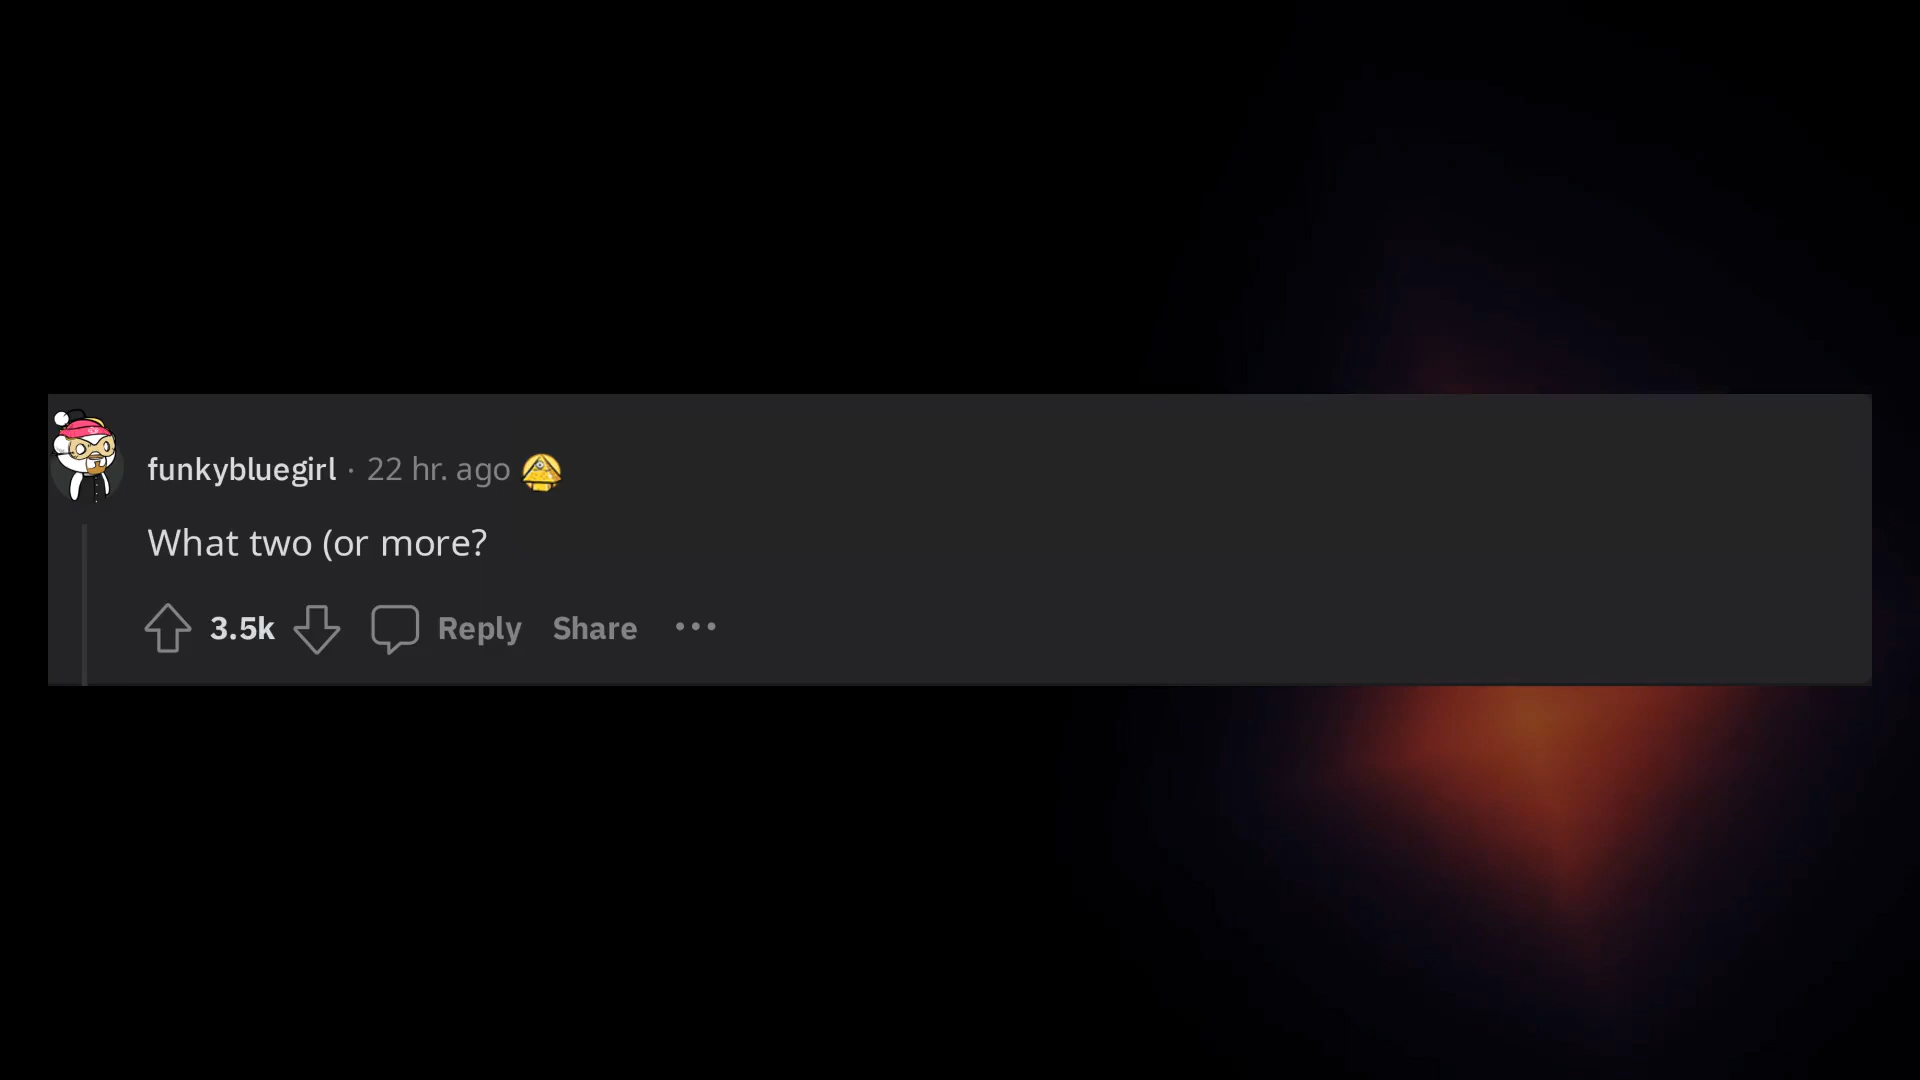 funkybluegirl · 22 hr. ago
What two (or more?
3.5k Reply Share ···